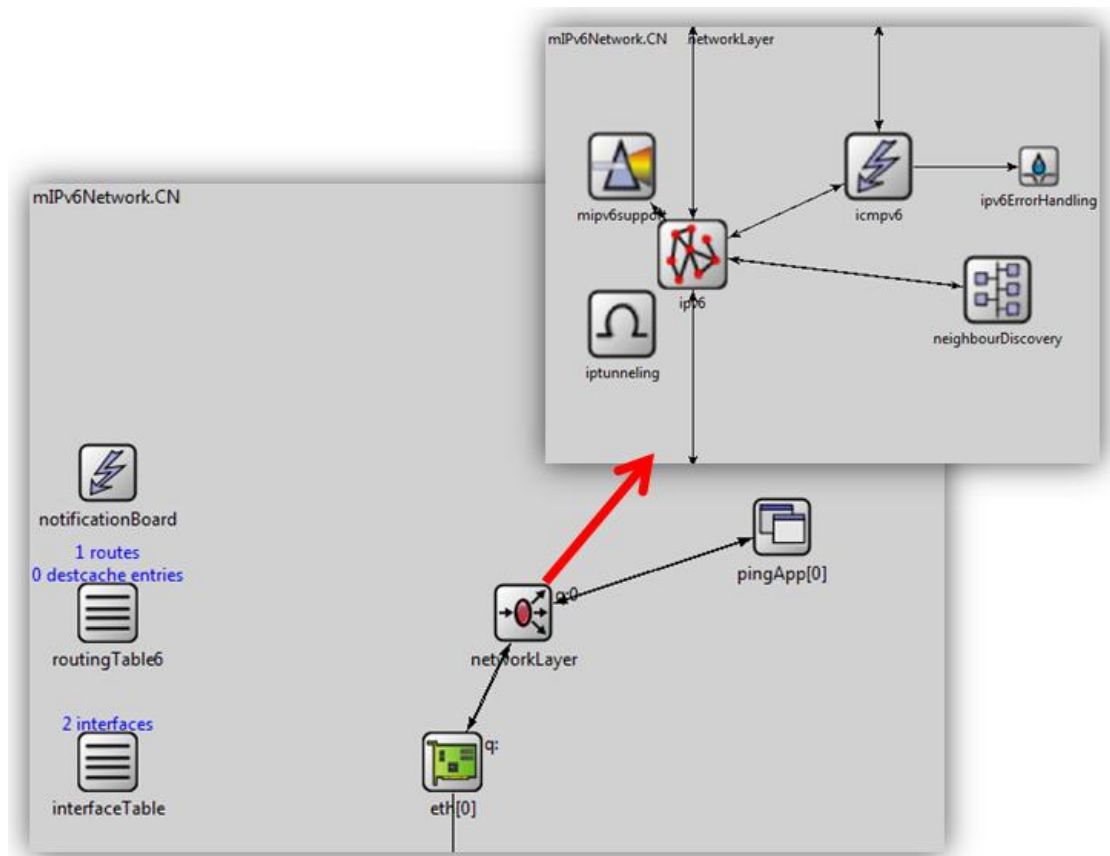 mIPv6Network.CN networkLayer
mipv6support
icmpv6
ipv6ErrorHandling
ipv6
neighbourDiscovery
iptunneling
mIPv6Network.CN
notificationBoard
1 routes
0 destcache entries
routingTable6
2 interfaces
interfaceTable
pingApp[0]
q:0
networkLayer
q:
eth[0]